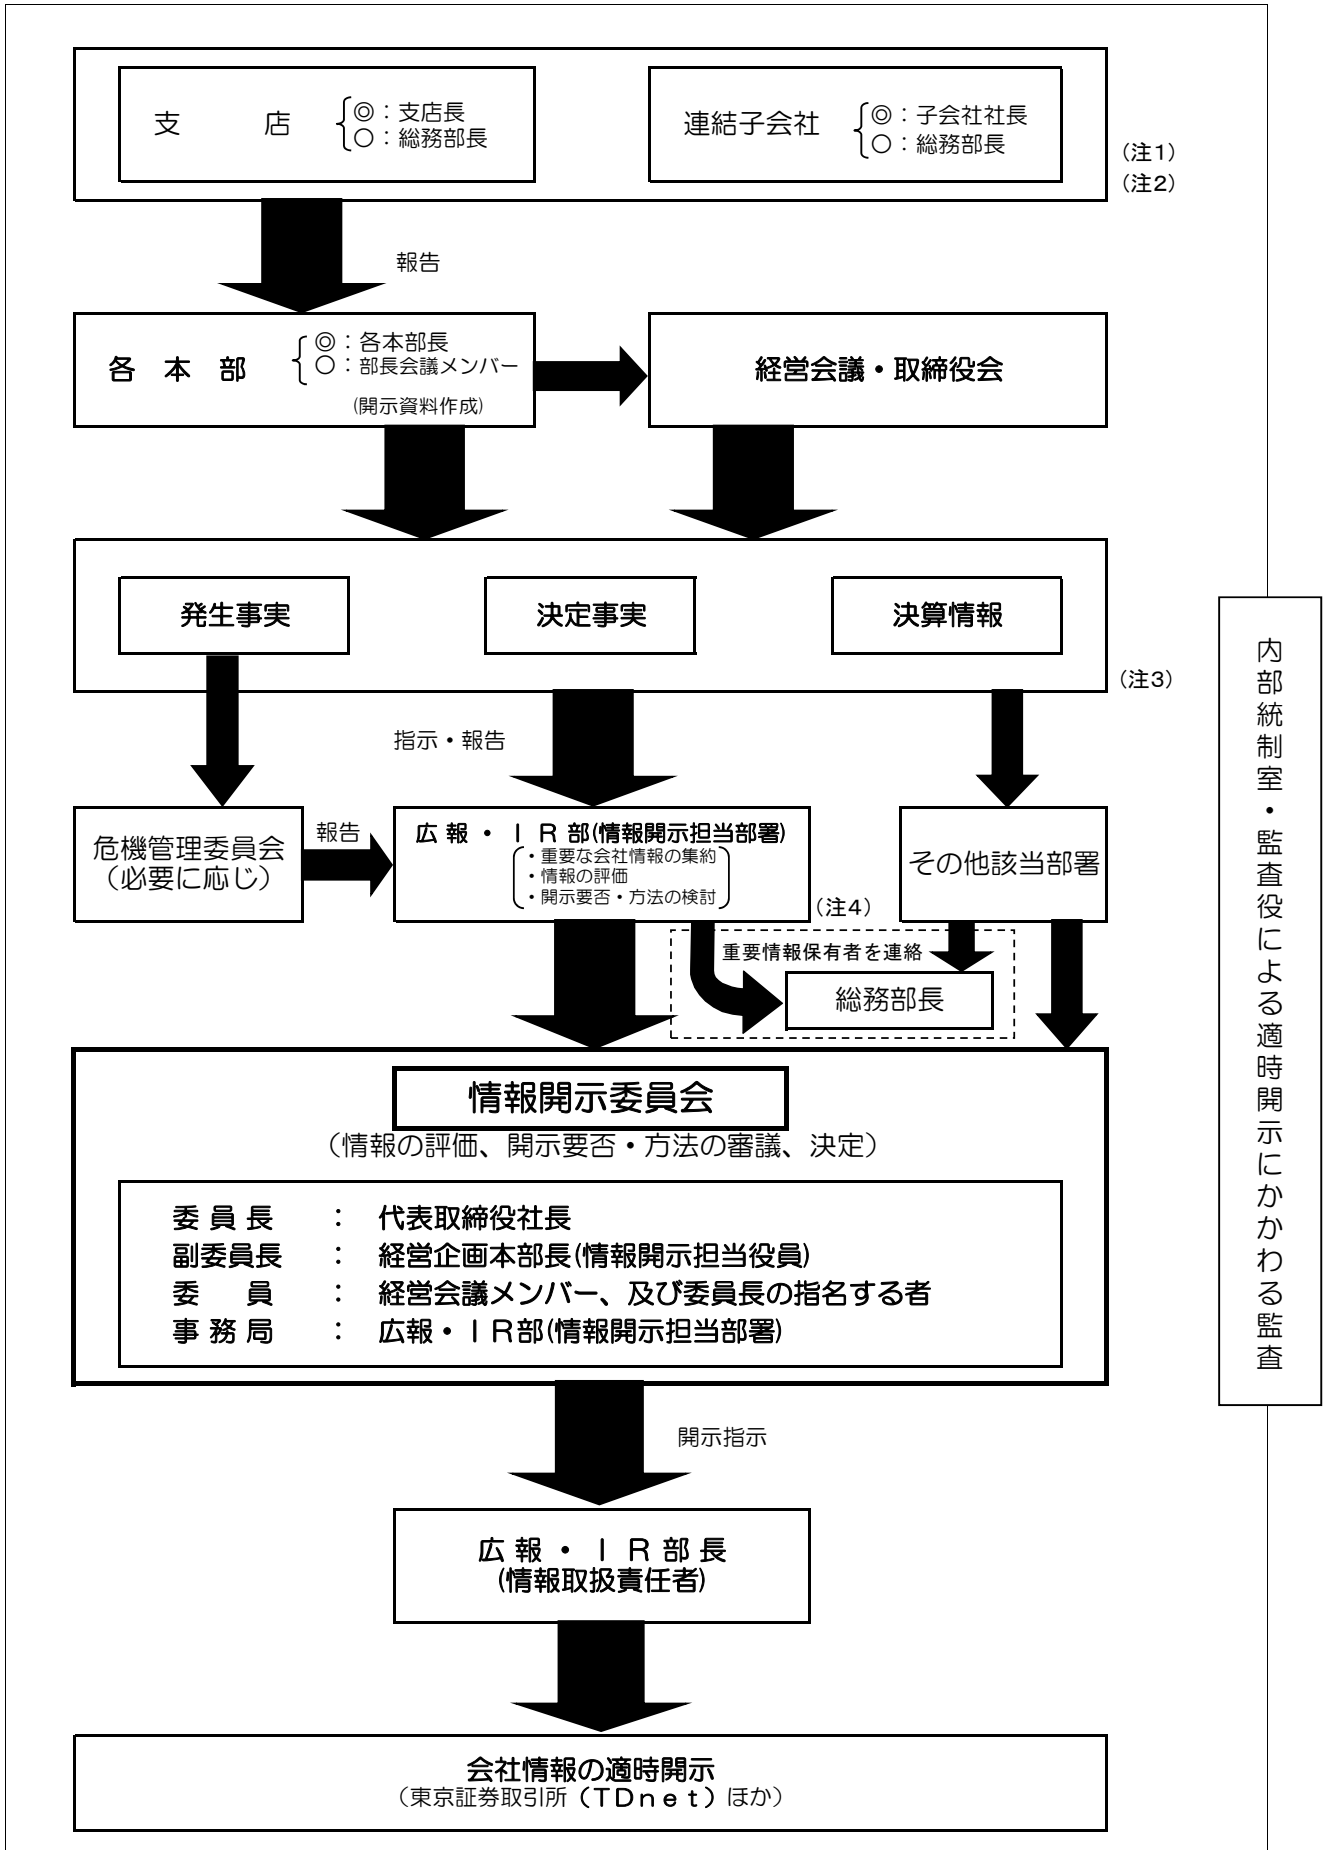 支　店 ◎：支店長
○：総務部長
連結子会社 ◎：子会社社長
○：総務部長
（注１）
（注２）
報告
各 本 部 ◎：各本部長
○：部長会議メンバー
(開示資料作成)
経営会議・取締役会
発生事実
決定事実
決算情報
（注３）
指示・報告
危機管理委員会
（必要に応じ）
報告
広 報 ・ Ｉ Ｒ 部(情報開示担当部署)
・重要な会社情報の集約
・情報の評価
・開示要否・方法の検討
（注４）
その他該当部署
重要情報保有者を連絡
総務部長
情報開示委員会
（情報の評価、開示要否・方法の審議、決定）
委 員 長 ： 代表取締役社長
副委員長 ： 経営企画本部長(情報開示担当役員)
委　員 ： 経営会議メンバー、及び委員長の指名する者
事 務 局 ： 広報・ＩＲ部(情報開示担当部署)
開示指示
広 報 ・ Ｉ Ｒ 部 長
(情報取扱責任者)
会社情報の適時開示
（東京証券取引所（ＴＤｎｅｔ）ほか）
内部統制室・監査役による適時開示にかかわる監査